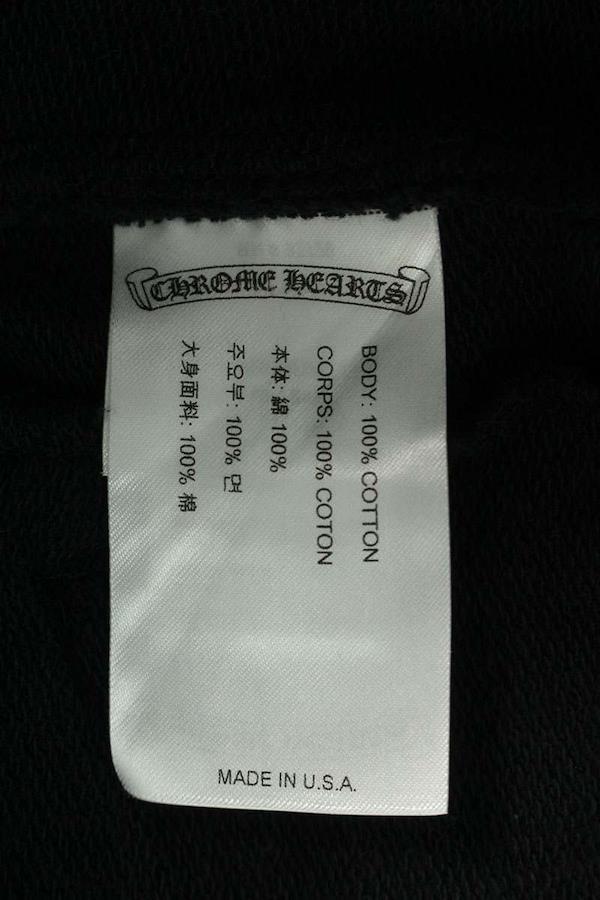 CHROME HEARTS
BODY: 100% COTTON
CORPS: 100% COTON
本体: 綿 100%
주요부: 100% 면
大身面料: 100% 棉
MADE IN U.S.A.